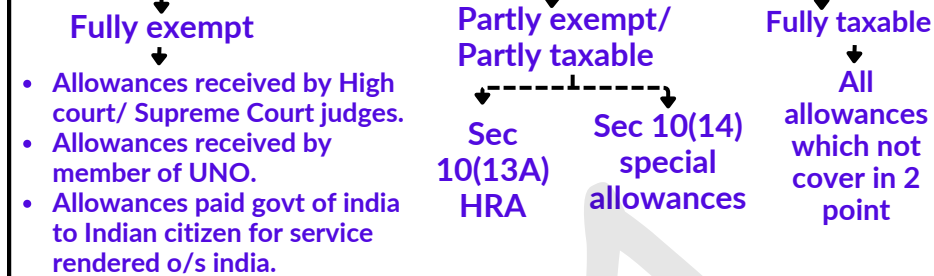 Fully exempt
• Allowances received by High
court/ Supreme Court judges.
• Allowances received by
member of UNO.
• Allowances paid govt of india
to Indian citizen for service
rendered o/s india.
Partly exempt/
Partly taxable
Sec
10(13A)
HRA
Sec 10(14)
special
allowances
Fully taxable
All
allowances
which not
cover in 2
point